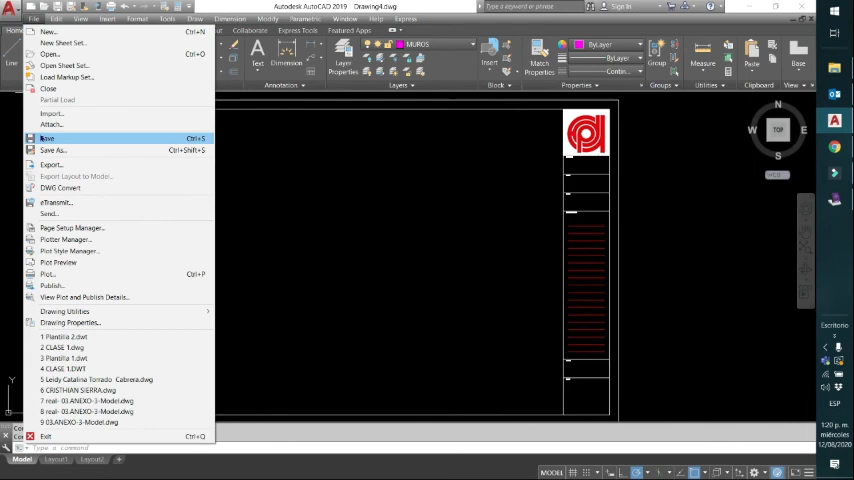 Autodesk AutoCAD 2019   Drawing4.dwg
Type a keyword or phrase
Sign In
File Edit View Insert Format Tools Draw Dimension Modify Parametric Window Help Express
Collaborate Express Tools Featured Apps
Line
Text
Dimension
Layer Properties
MUROS
Insert
Match Properties
ByLayer
ByLayer
Contin...
Group
Measure
Paste
Base
Annotation
Layers
Block
Properties
Groups
Utilities
Clipboard
View
New... Ctrl+N
New Sheet Set...
Open... Ctrl+O
Open Sheet Set...
Load Markup Set...
Close
Partial Load
Import...
Attach...
Save Ctrl+S
Save As... Ctrl+Shift+S
Export...
Export Layout to Model...
DWG Convert
eTransmit...
Send...
Page Setup Manager...
Plotter Manager...
Plot Style Manager...
Plot Preview
Plot... Ctrl+P
Publish...
View Plot and Publish Details...
Drawing Utilities
Drawing Properties...
1 Plantilla 2.dwt
2 CLASE 1.dwg
3 Plantilla 1.dwt
4 CLASE 1.DWT
5 Leidy Catalina Torrado Cabrera.dwg
6 CRISTHIAN SIERRA.dwg
7 real- 03.ANEXO-3-Model.dwg
8 real- 03.ANEXO-3-Model.dwg
9 03.ANEXO-3-Model.dwg
Exit Ctrl+Q
N
W TOP E
S
Y
Type a command
Model Layout1 Layout2 +
MODEL
Escritorio
ESP
1:20 p. m.
miércoles
12/08/2020